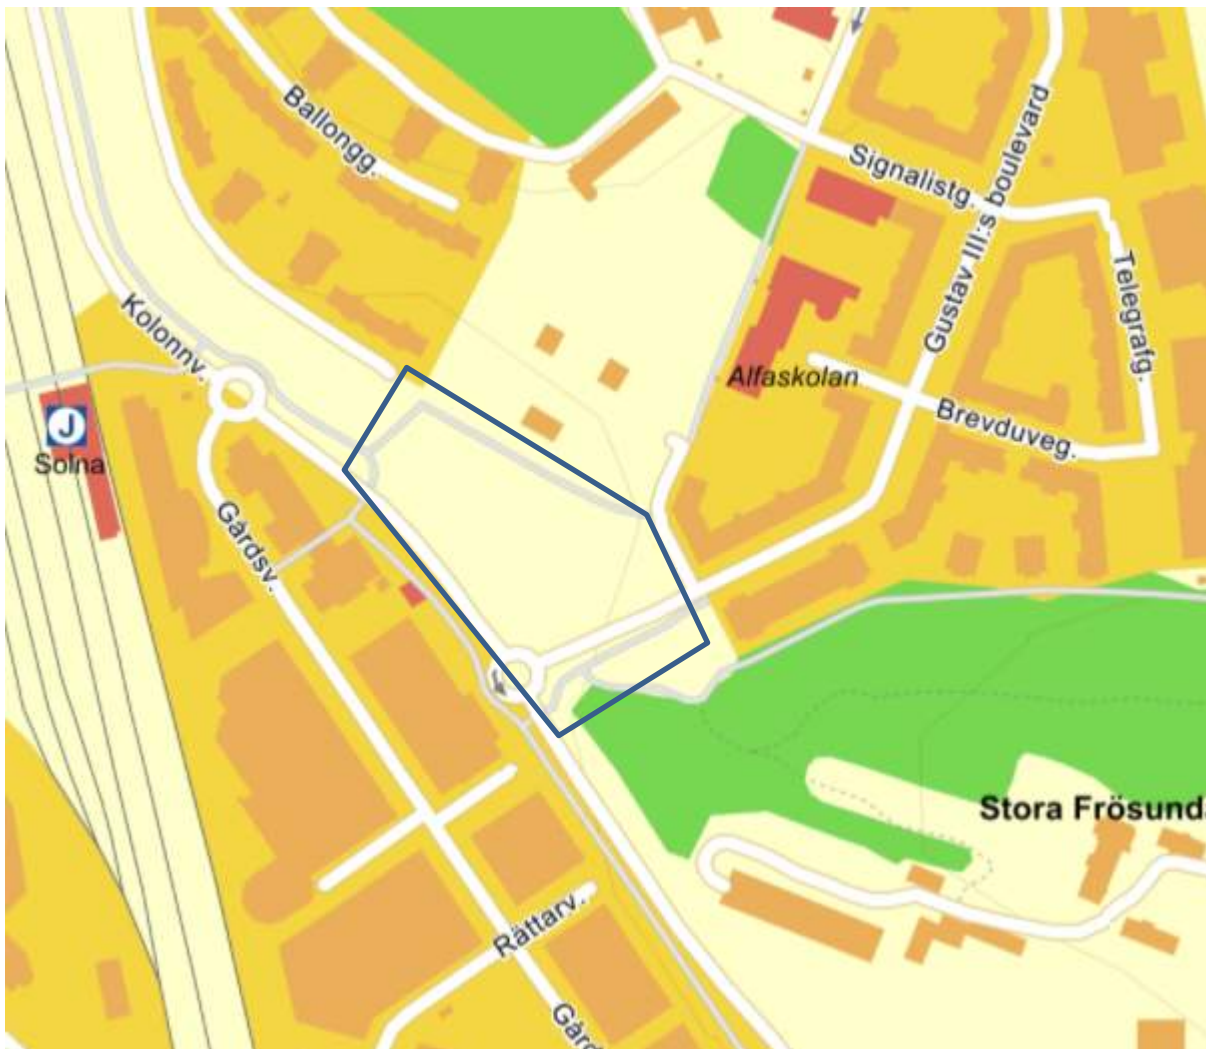 Ballongg.
Signalistg.
Gustav III:s boulevard
Telegrafg.
Kolonnv.
Alfaskolan
Brevduveg.
J
Solna
Gårdsv.
Stora Frösunda
Rättarv.
Gård